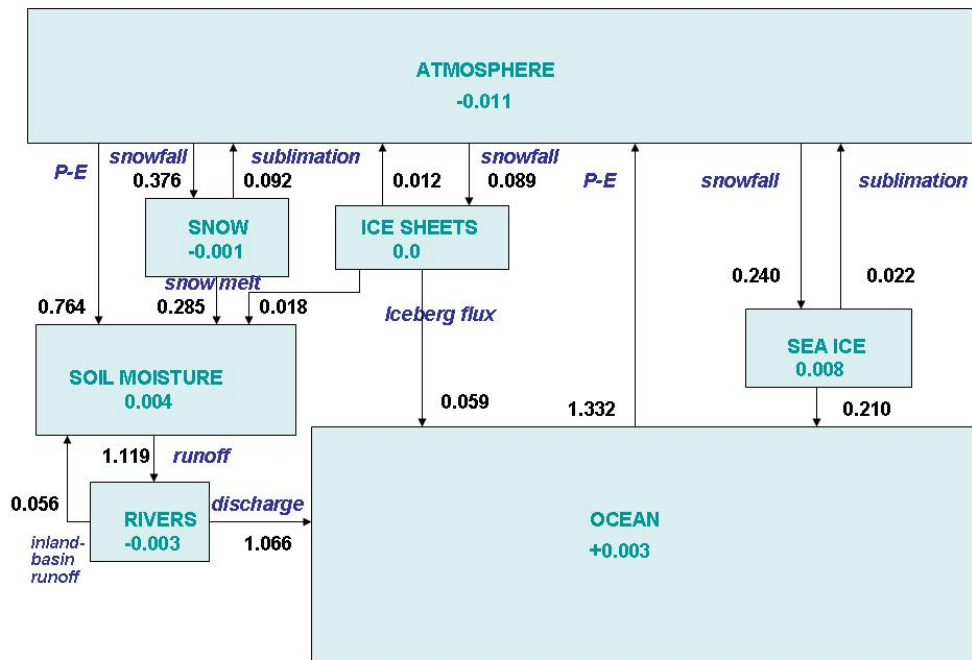 ATMOSPHERE
-0.011
P-E
snowfall
0.376
sublimation
0.092
0.012
snowfall
0.089
P-E
snowfall
sublimation
SNOW
-0.001
ICE SHEETS
0.0
snow melt
0.764
0.285
0.018
Iceberg flux
0.240
0.022
SOIL MOISTURE
0.004
SEA ICE
0.008
0.059
1.332
0.210
1.119
runoff
0.056
RIVERS
-0.003
discharge
1.066
inland-
basin
runoff
OCEAN
+0.003